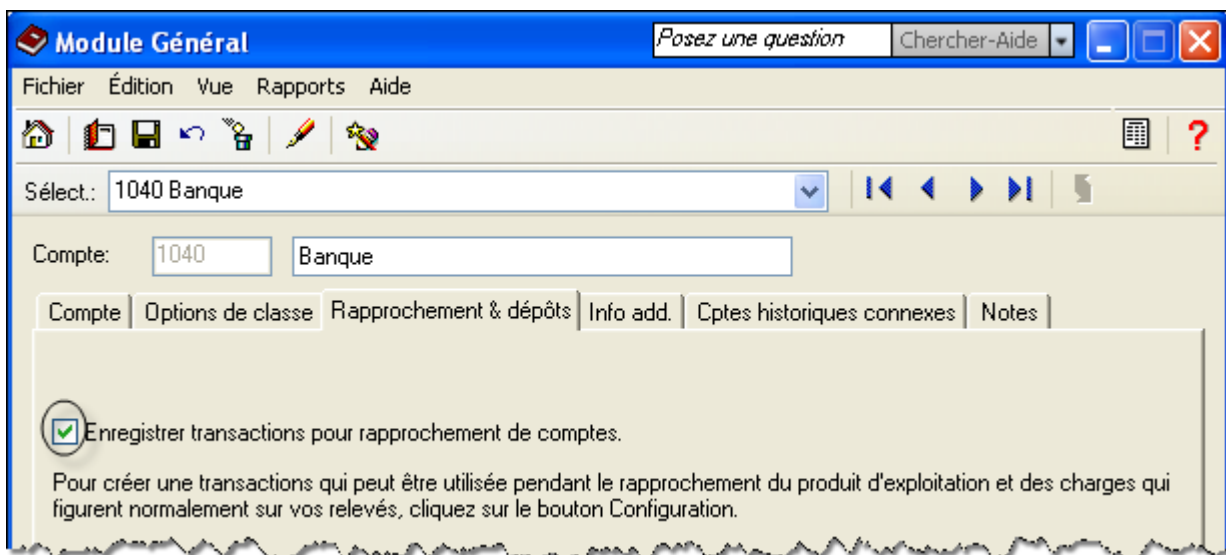 Module Général
Posez une question
Chercher-Aide
Fichier Édition Vue Rapports Aide
?
Sélect.: 1040 Banque
Compte: 1040 Banque
Compte Options de classe Rapprochement & dépôts Info add. Cptes historiques connexes Notes
Enregistrer transactions pour rapprochement de comptes.
Pour créer une transactions qui peut être utilisée pendant le rapprochement du produit d'exploitation et des charges qui
figurent normalement sur vos relevés, cliquez sur le bouton Configuration.